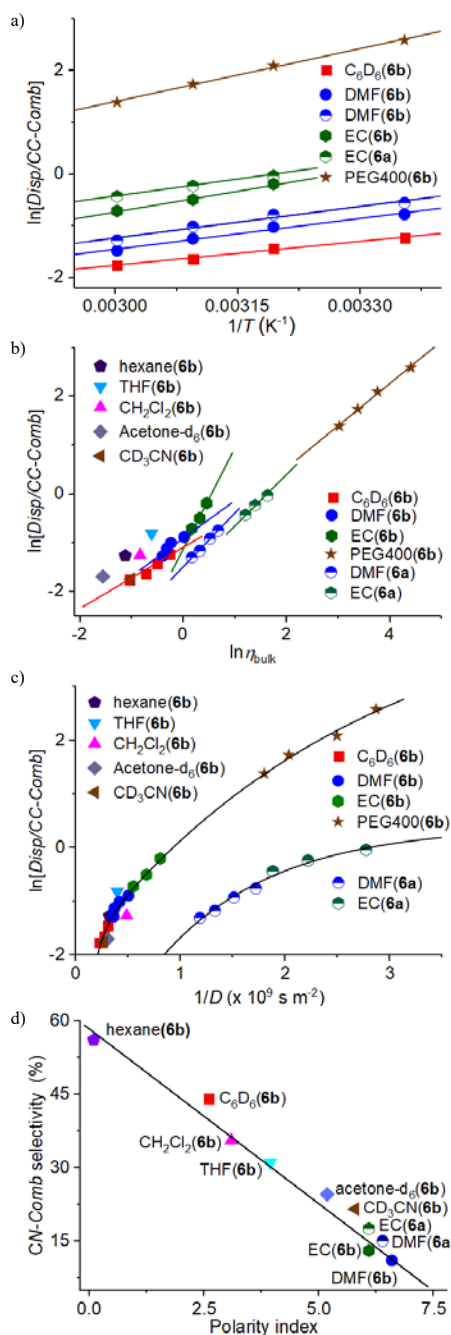 a)
ln[Disp/CC-Comb]
2
0
-2
C6D6(6b)
DMF(6b)
DMF(6b)
EC(6b)
EC(6a)
PEG400(6b)
0.00300 0.00315 0.00330
1/T (K-1)
b)
ln[Disp/CC-Comb]
2
0
-2
hexane(6b)
THF(6b)
CH2Cl2(6b)
Acetone-d6(6b)
CD3CN(6b)
C6D6(6b)
DMF(6b)
EC(6b)
PEG400(6b)
DMF(6a)
EC(6a)
-2 0 2 4
ln ηbulk
c)
ln[Disp/CC-Comb]
2
0
-2
hexane(6b)
THF(6b)
CH2Cl2(6b)
Acetone-d6(6b)
CD3CN(6b)
C6D6(6b)
DMF(6b)
EC(6b)
PEG400(6b)
DMF(6a)
EC(6a)
0 1 2 3
1/D (x 10^9 s m-2)
d)
CN-Comb selectivity (%)
60
45
30
15
hexane(6b)
C6D6(6b)
CH2Cl2(6b)
THF(6b)
acetone-d6(6b)
CD3CN(6b)
EC(6a)
DMF(6a
EC(6b)
DMF(6b)
0.0 2.5 5.0 7.5
Polarity index